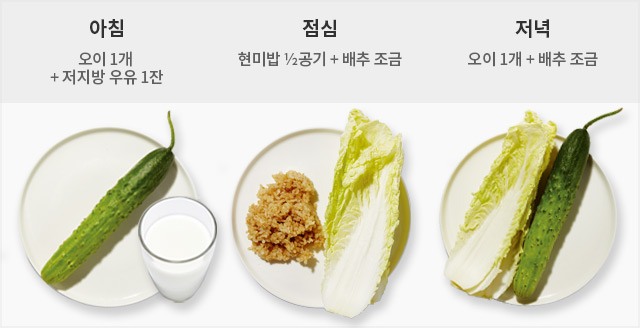 아침
오이 1개
+ 저지방 우유 1잔
점심
현미밥 ½공기 + 배추 조금
저녁
오이 1개 + 배추 조금